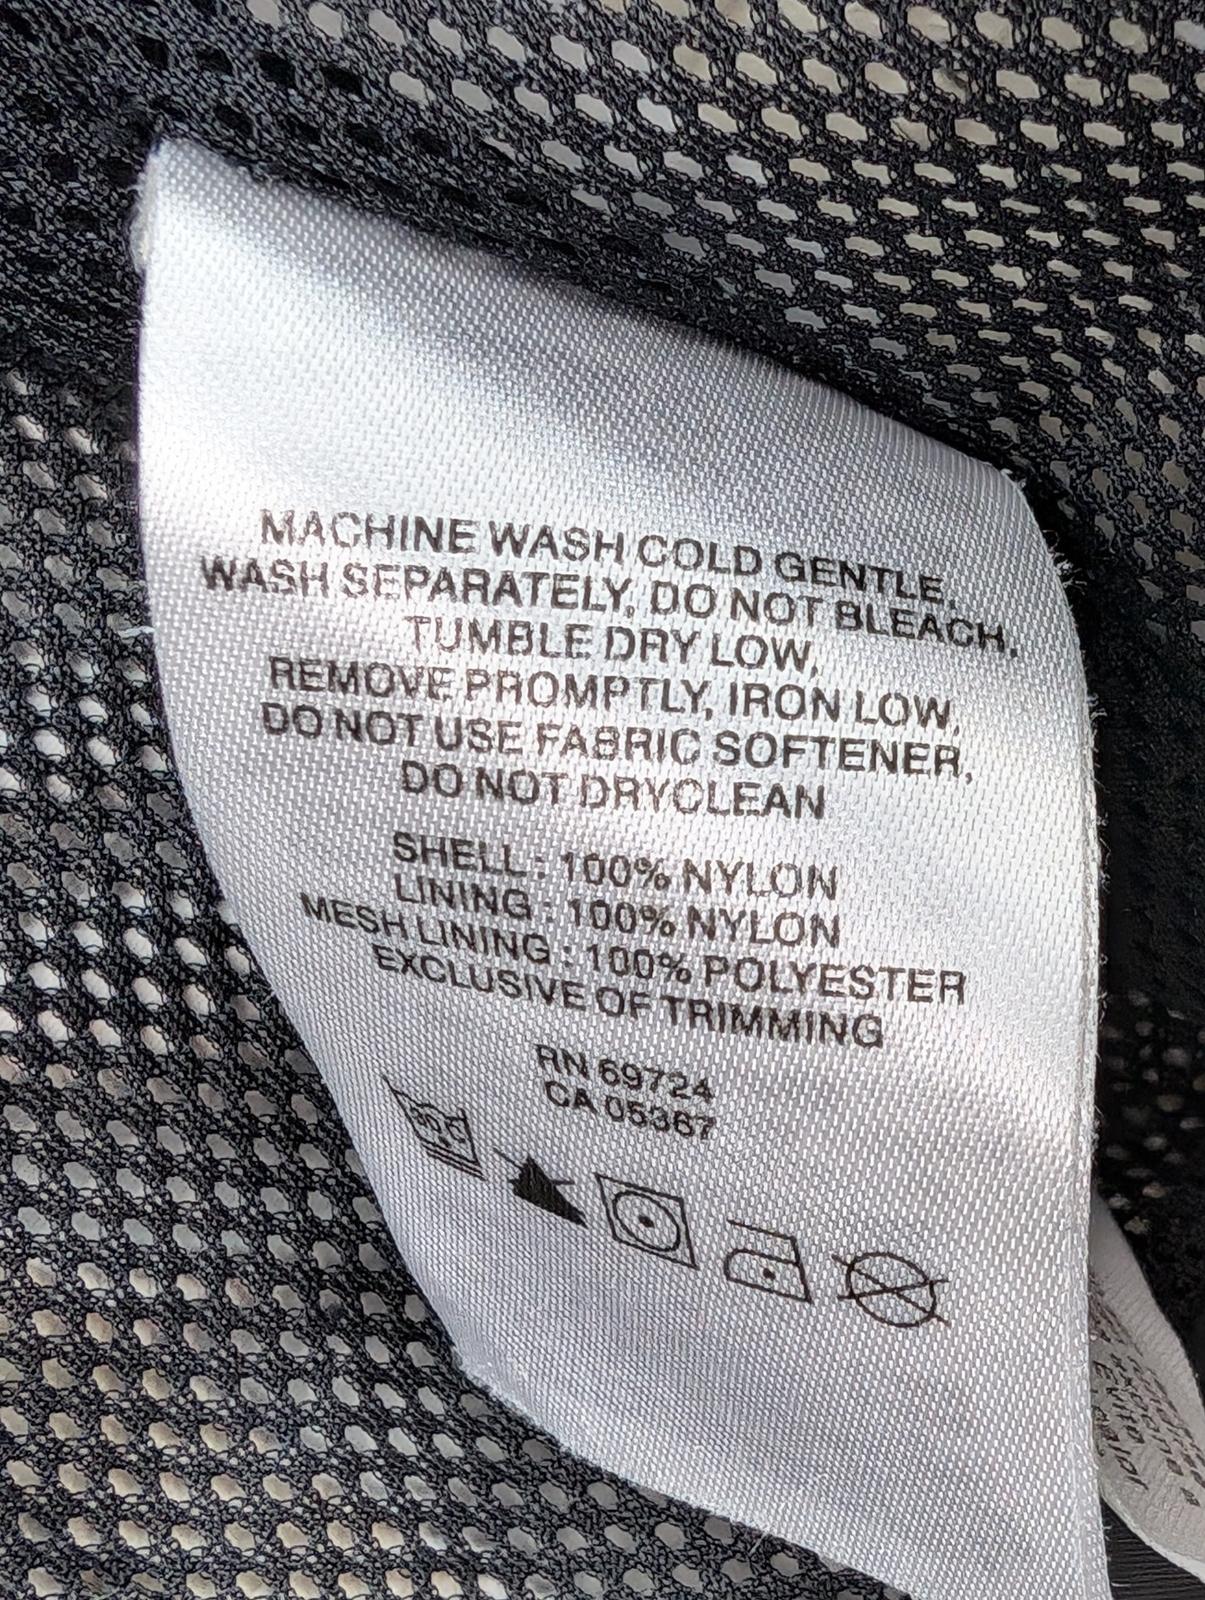 MACHINE WASH COLD GENTLE,
WASH SEPARATELY, DO NOT BLEACH,
TUMBLE DRY LOW,
REMOVE PROMPTLY, IRON LOW,
DO NOT USE FABRIC SOFTENER,
DO NOT DRYCLEAN
SHELL : 100% NYLON
LINING : 100% NYLON
MESH LINING : 100% POLYESTER
EXCLUSIVE OF TRIMMING
RN 69724
CA 05367